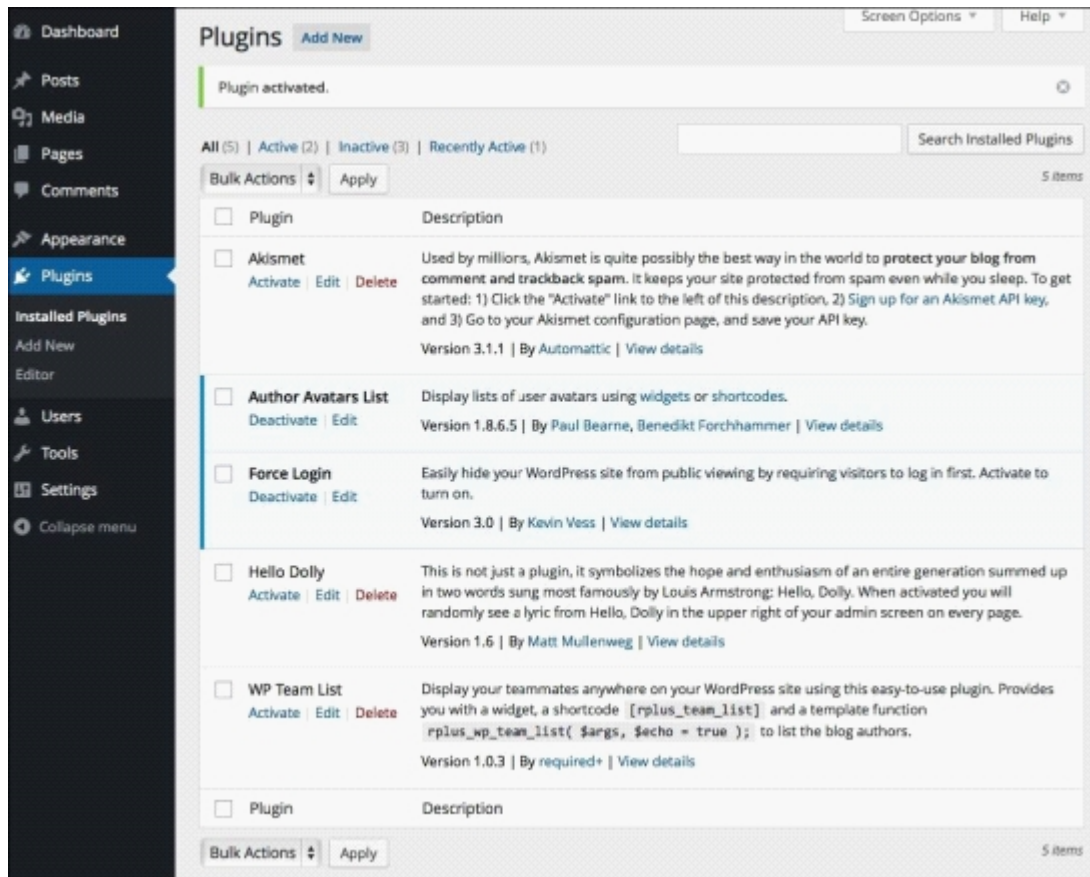 Dashboard
Posts
Media
Pages
Comments
Appearance
Plugins
Installed Plugins
Add New
Editor
Users
Tools
Settings
Collapse menu
Screen Options
Help
Plugins Add New
Plugin activated.
All (5) | Active (2) | Inactive (3) | Recently Active (1)
Search Installed Plugins
Bulk Actions Apply
5 items
Plugin Description
Akismet
Activate | Edit | Delete
Used by milliors, Akismet is quite possibly the best way in the world to protect your blog from
comment and trackback spam. It keeps your site protected from spam even while you sleep. To get
started: 1) Click the "Activate" link to the left of this description, 2) Sign up for an Akismet API key,
and 3) Go to your Akismet configuration page, and save your API key.
Version 3.1.1 | By Automattic | View details
Author Avatars List
Deactivate | Edit
Display lists of user avatars using widgets or shortcodes.
Version 1.8.6.5 | By Paul Bearne, Benedikt Forchhammer | View details
Force Login
Deactivate | Edit
Easily hide your WordPress site from public viewing by requiring visitors to log in first. Activate to
turn on.
Version 3.0 | By Kevin Vess | View details
Hello Dolly
Activate | Edit | Delete
This is not just a plugin, it symbolizes the hope and enthusiasm of an entire generation summed up
in two words sung most famously by Louis Armstrong: Hello, Dolly. When activated you will
randomly see a lyric from Hello, Dolly in the upper right of your admin screen on every page.
Version 1.6 | By Matt Mullenweg | View details
WP Team List
Activate | Edit | Delete
Display your teammates anywhere on your WordPress site using this easy-to-use plugin. Provides
you with a widget, a shortcode [rplus_team_list] and a template function
rplus_wp_team_list( $args, $echo = true ); to list the blog authors.
Version 1.0.3 | By required+ | View details
Plugin Description
Bulk Actions Apply
5 items